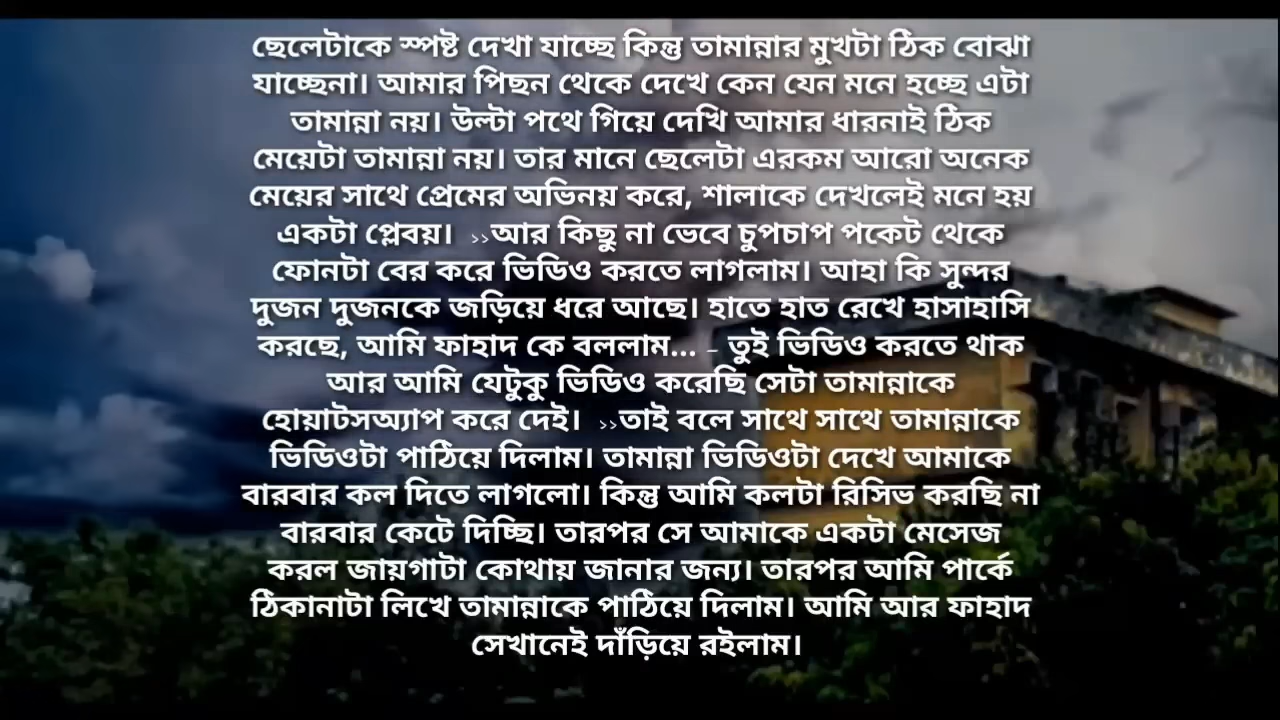 ছেলেটাকে স্পষ্ট দেখা যাচ্ছে কিন্তু তামান্নার মুখটা ঠিক বোঝা
যাচ্ছেনা। আমার পিছন থেকে দেখে কেন যেন মনে হচ্ছে এটা
তামান্না নয়। উল্টা পথে গিয়ে দেখি আমার ধারনাই ঠিক
মেয়েটা তামান্না নয়। তার মানে ছেলেটা এরকম আরো অনেক
মেয়ের সাথে প্রেমের অভিনয় করে, শালাকে দেখলেই মনে হয়
একটা প্লেবয়। >>আর কিছু না ভেবে চুপচাপ পকেট থেকে
ফোনটা বের করে ভিডিও করতে লাগলাম। আহা কি সুন্দর
দুজন দুজনকে জড়িয়ে ধরে আছে। হাতে হাত রেখে হাসাহাসি
করছে, আমি ফাহাদ কে বললাম... – তুই ভিডিও করতে থাক
আর আমি যেটুকু ভিডিও করেছি সেটা তামান্নাকে
হোয়াটসঅ্যাপ করে দেই। >>তাই বলে সাথে সাথে তামান্নাকে
ভিডিওটা পাঠিয়ে দিলাম। তামান্না ভিডিওটা দেখে আমাকে
বারবার কল দিতে লাগলো। কিন্তু আমি কলটা রিসিভ করছি না
বারবার কেটে দিচ্ছি। তারপর সে আমাকে একটা মেসেজ
করল জায়গাটা কোথায় জানার জন্য। তারপর আমি পার্কে
ঠিকানাটা লিখে তামান্নাকে পাঠিয়ে দিলাম। আমি আর ফাহাদ
সেখানেই দাঁড়িয়ে রইলাম।